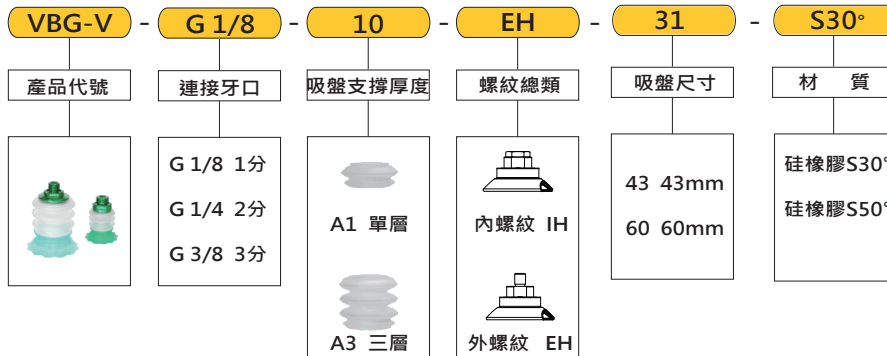 VBG-V - G 1/8 - 10 - EH - 31 - S30°
產品代號 連接牙口 吸盤支撐厚度 螺紋總類 吸盤尺寸 材 質
G 1/8 1分
G 1/4 2分
G 3/8 3分
A1 單層
A3 三層
內螺紋 IH
外螺紋 EH
43 43mm
60 60mm
硅橡膠S30°
硅橡膠S50°